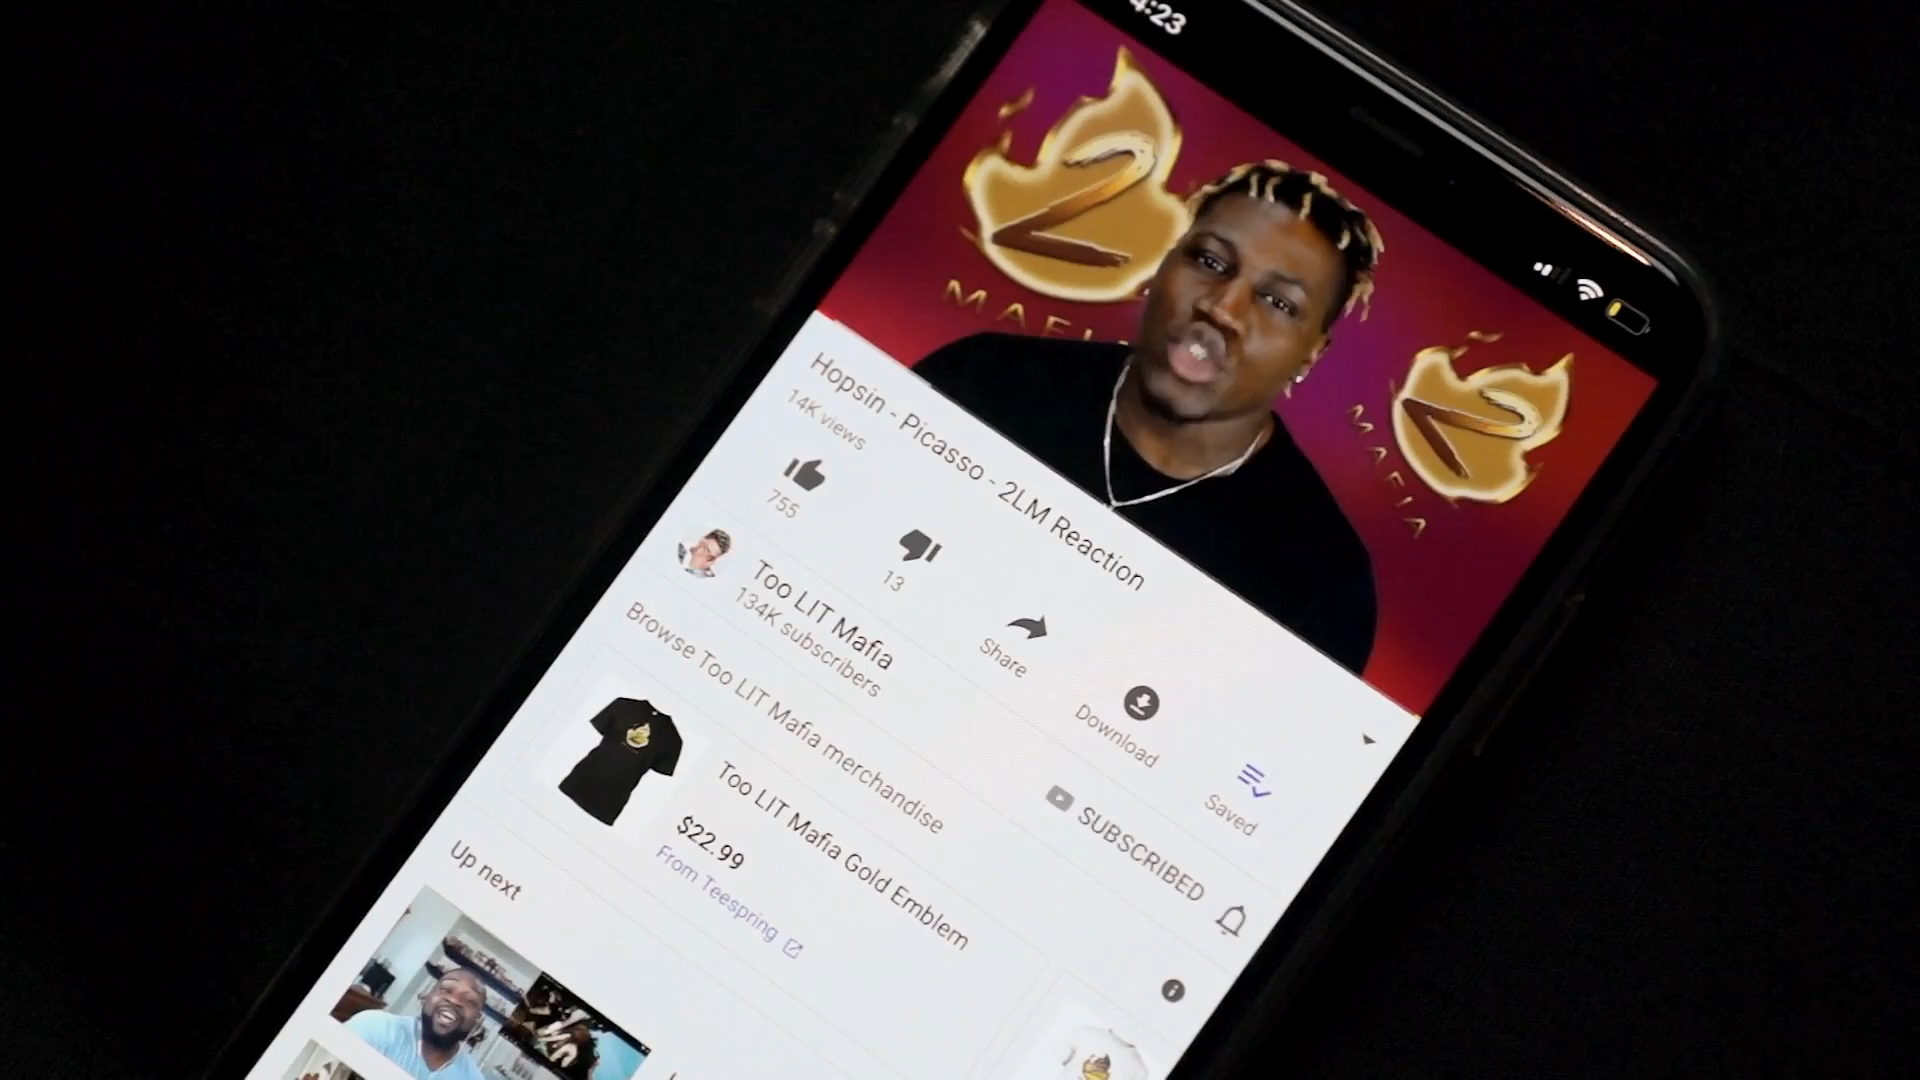 4:23
2
MAFI
2
MAFIA
Hopsin - Picasso - 2LM Reaction
14K views
755
13
Share
Download
Saved
Too LIT Mafia
134K subscribers
SUBSCRIBED
Browse Too LIT Mafia merchandise
Too LIT Mafia Gold Emblem
$22.99
From Teespring
Up next